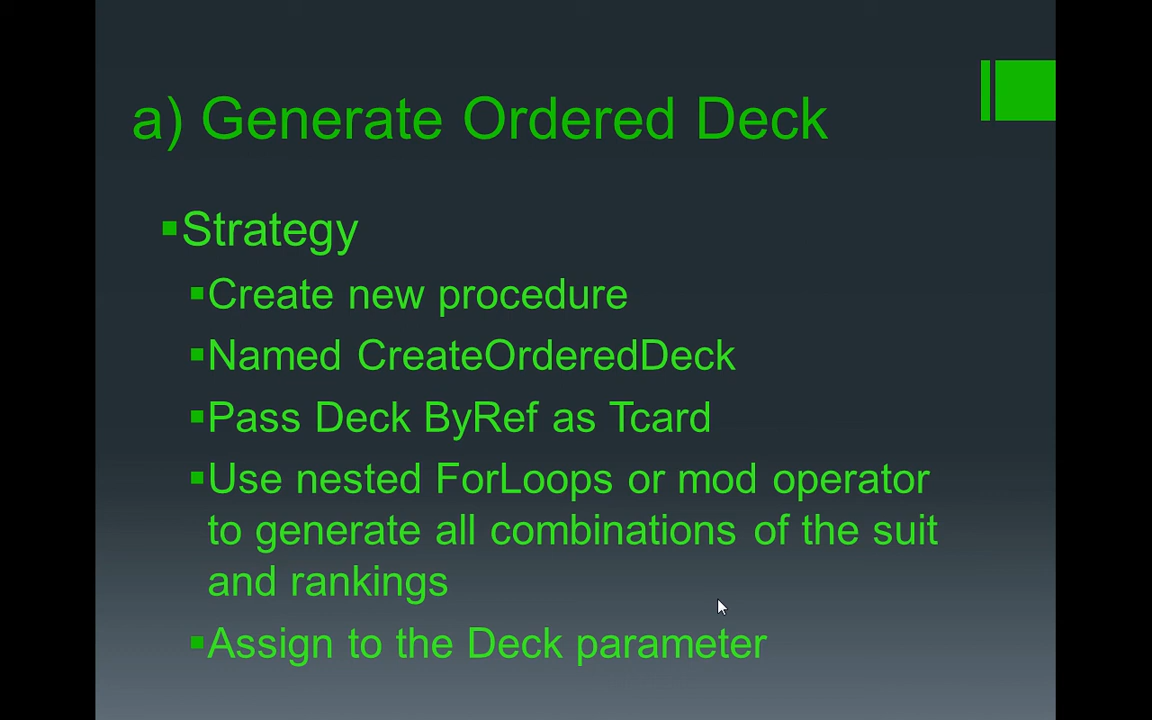 a) Generate Ordered Deck
▪Strategy
▪Create new procedure
▪Named CreateOrderedDeck
▪Pass Deck ByRef as Tcard
▪Use nested ForLoops or mod operator
to generate all combinations of the suit
and rankings
▪Assign to the Deck parameter